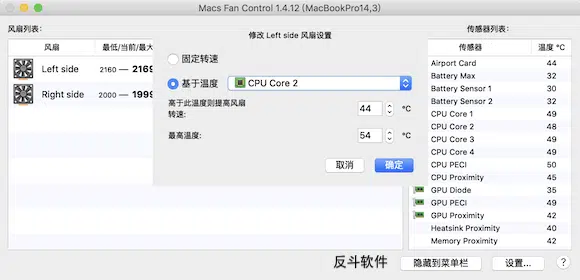 Macs Fan Control 1.4.12 (MacBookPro14,3)
风扇列表:
风扇 最低/当前/最大
Left side 2160 — 2169
Right side 2000 — 1999
修改 Left side 风扇设置
固定转速
基于温度 CPU Core 2
高于此温度则提高风扇
转速: 44 °C
最高温度: 54 °C
取消 确定
传感器列表:
传感器 温度 °C
Airport Card 44
Battery Max 32
Battery Sensor 1 30
Battery Sensor 2 32
CPU Core 1 49
CPU Core 2 48
CPU Core 3 49
CPU Core 4 49
CPU PECI 50
CPU Proximity 45
GPU Diode 35
GPU PECI 49
GPU Proximity 42
Heatsink Proximity 40
Memory Proximity 42
反斗软件 隐藏到菜单栏 设置... ?